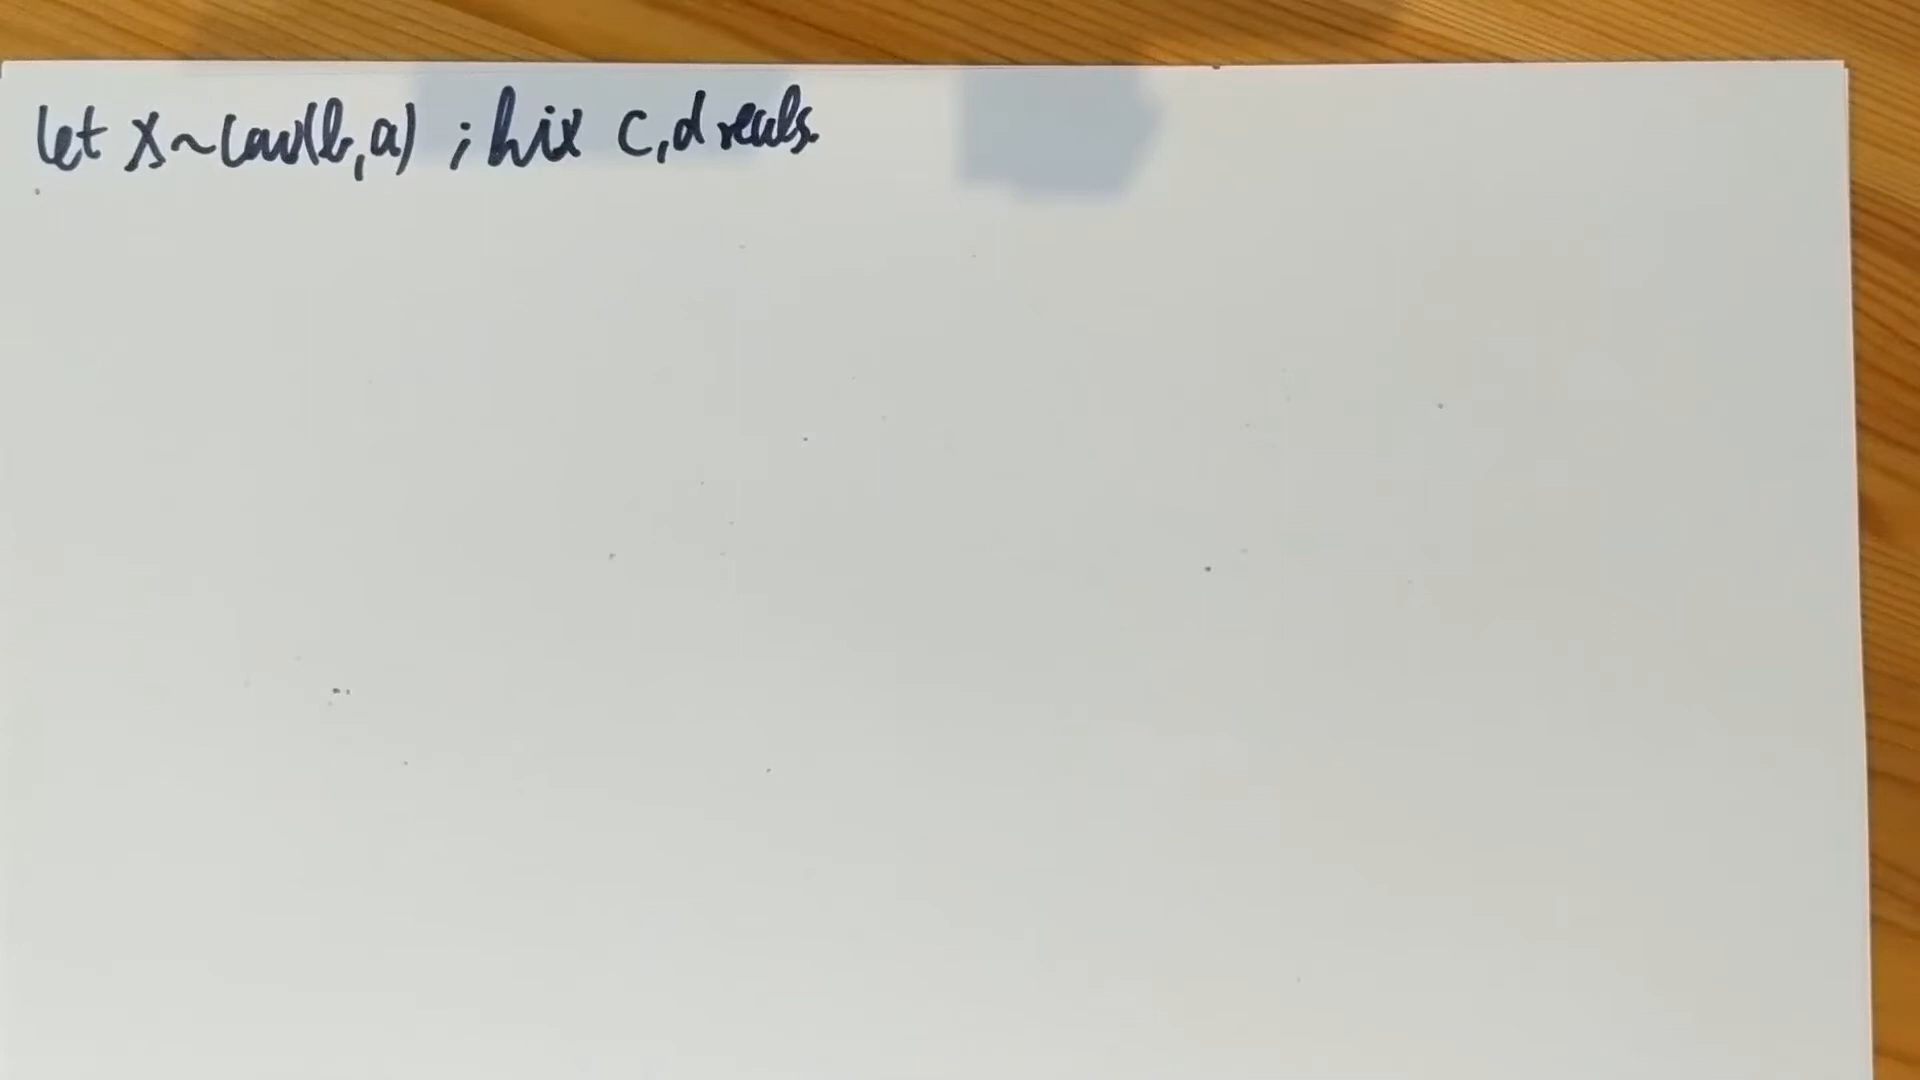 let X~Cau(b,a) ; fix c,d reals.